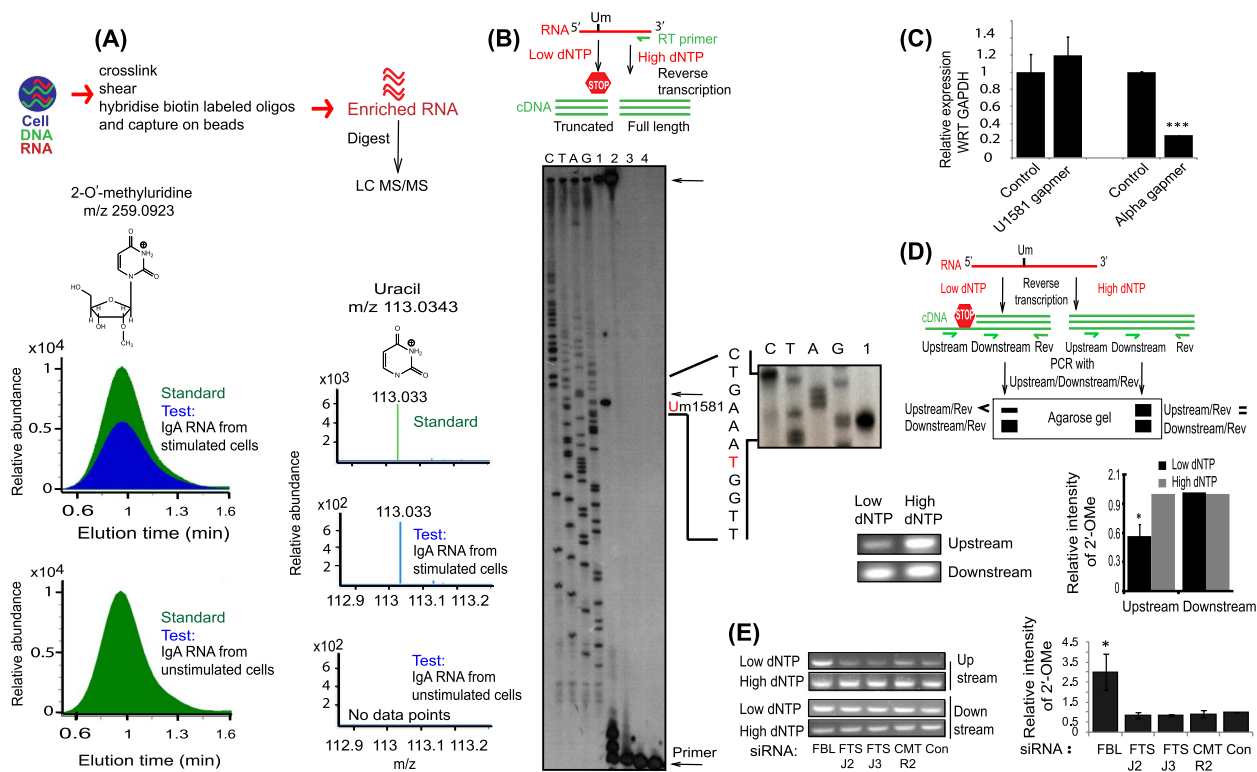 (A)
crosslink
shear
hybridise biotin labeled oligos
and capture on beads
Cell
DNA
RNA
Enriched RNA
Digest
LC MS/MS
2-O′-methyluridine
m/z 259.0923
O
NH₂
N
O
HO
O
H
H
H
H
OH
O
CH₃
Uracil
m/z 113.0343
O
NH₂
N
O
x10⁴
Relative abundance
1
0.5
0
Standard
Test:
IgA RNA from
stimulated cells
0.6 1 1.3 1.6
Elution time (min)
x10⁴
Relative abundance
1
0.5
0
Standard
Test:
IgA RNA from
unstimulated cells
0.6 1 1.3 1.6
Elution time (min)
Relative abundance
x10³
113.033
6
4
2
Standard
x10²
113.033
6
4
2
Test:
IgA RNA from
stimulated cells
112.9 113 113.1 113.2
x10²
6
4
2
Test:
IgA RNA from
unstimulated cells
No data points
112.9 113 113.1 113.2
m/z
(B)
Um
RNA 5′ 3′
RT primer
Low dNTP High dNTP
STOP
Reverse
transcription
cDNA
Truncated Full length
C T A G 1 2 3 4
Um1581
Primer
C
T
G
A
A
A
T
G
G
T
T
C T A G 1
(C)
Relative expression
WRT GAPDH
1.4
1.2
1
0.8
0.6
0.4
0.2
0
***
Control
U1581 gapmer
Control
Alpha gapmer
(D)
Um
RNA 5′ 3′
Low dNTP Reverse transcription High dNTP
cDNA STOP
Upstream Downstream Rev Upstream Downstream Rev
PCR with
Upstream/Downstream/Rev
Upstream/Rev < Agarose gel Upstream/Rev =
Downstream/Rev Downstream/Rev
Low dNTP High dNTP
Upstream
Downstream
Low dNTP
High dNTP
Relative intensity
of 2′-OMe
1.2
0.9
0.6
0.3
0
*
Upstream Downstream
(E)
Low dNTP
High dNTP
Up
stream
Low dNTP
High dNTP
Down
stream
siRNA: FBL FTS J2 FTS J3 CMT R2 Con
Relative intensity
of 2′-OMe
4.5
3.5
2.5
1.5
0.5
*
siRNA : FBL FTS J2 FTS J3 CMT R2 Con